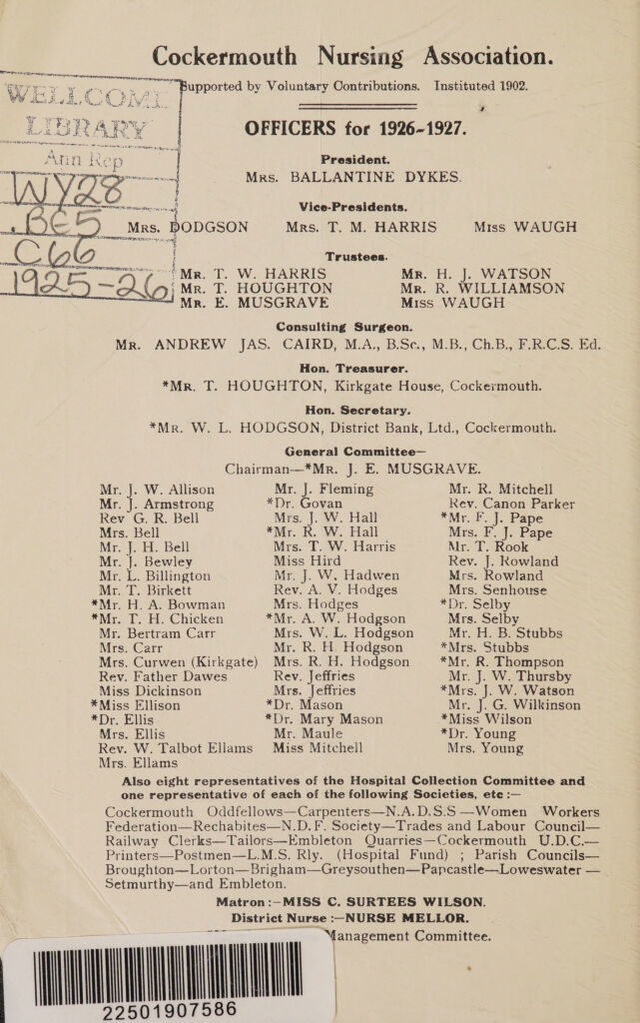 Cockermouth Nursing Association.
Supported by Voluntary Contributions. Instituted 1902.
WELLCOME
LIBRARY
Ann Rep
WY28
.BE5
C66
1925-26
OFFICERS for 1926-1927.
President.
MRS. BALLANTINE DYKES.
Vice-Presidents.
MRS. DODGSON MRS. T. M. HARRIS MISS WAUGH
Trustees.
MR. T. W. HARRIS MR. H. J. WATSON
MR. T. HOUGHTON MR. R. WILLIAMSON
MR. E. MUSGRAVE MISS WAUGH
Consulting Surgeon.
MR. ANDREW JAS. CAIRD, M.A., B.Sc., M.B., Ch.B., F.R.C.S. Ed.
Hon. Treasurer.
*MR. T. HOUGHTON, Kirkgate House, Cockermouth.
Hon. Secretary.
*MR. W. L. HODGSON, District Bank, Ltd., Cockermouth.
General Committee—
Chairman—*MR. J. E. MUSGRAVE.
Mr. J. W. Allison
Mr. J. Armstrong
Rev G. R. Bell
Mrs. Bell
Mr. J. H. Bell
Mr. J. Bewley
Mr. L. Billington
Mr. T. Birkett
*Mr. H. A. Bowman
*Mr. T. H. Chicken
Mr. Bertram Carr
Mrs. Carr
Mrs. Curwen (Kirkgate)
Rev. Father Dawes
Miss Dickinson
*Miss Ellison
*Dr. Ellis
Mrs. Ellis
Rev. W. Talbot Ellams
Mrs. Ellams
Mr. J. Fleming
*Dr. Govan
Mrs. J. W. Hall
*Mr. R. W. Hall
Mrs. T. W. Harris
Miss Hird
Mr. J. W. Hadwen
Rev. A. V. Hodges
Mrs. Hodges
*Mr. A. W. Hodgson
Mrs. W. L. Hodgson
Mr. R. H. Hodgson
Mrs. R. H. Hodgson
Rev. Jeffries
Mrs. Jeffries
*Dr. Mason
*Dr. Mary Mason
Mr. Maule
Miss Mitchell
Mr. R. Mitchell
Rev. Canon Parker
*Mr. F. J. Pape
Mrs. F. J. Pape
Mr. T. Rook
Rev. J. Rowland
Mrs. Rowland
Mrs. Senhouse
*Dr. Selby
Mrs. Selby
Mr. H. B. Stubbs
*Mrs. Stubbs
*Mr. R. Thompson
Mr. J. W. Thursby
*Mrs. J. W. Watson
Mr. J. G. Wilkinson
*Miss Wilson
*Dr. Young
Mrs. Young
Also eight representatives of the Hospital Collection Committee and
one representative of each of the following Societies, etc :—
Cockermouth Oddfellows—Carpenters—N.A.D.S.S—Women Workers
Federation—Rechabites—N.D.F. Society—Trades and Labour Council—
Railway Clerks—Tailors—Embleton Quarries—Cockermouth U.D.C.—
Printers—Postmen—L.M.S. Rly. (Hospital Fund) ; Parish Councils—
Broughton—Lorton—Brigham—Greysouthen—Papcastle—Loweswater—
Setmurthy—and Embleton.
Matron :—MISS C. SURTEES WILSON.
District Nurse :—NURSE MELLOR.
Management Committee.
22501907586